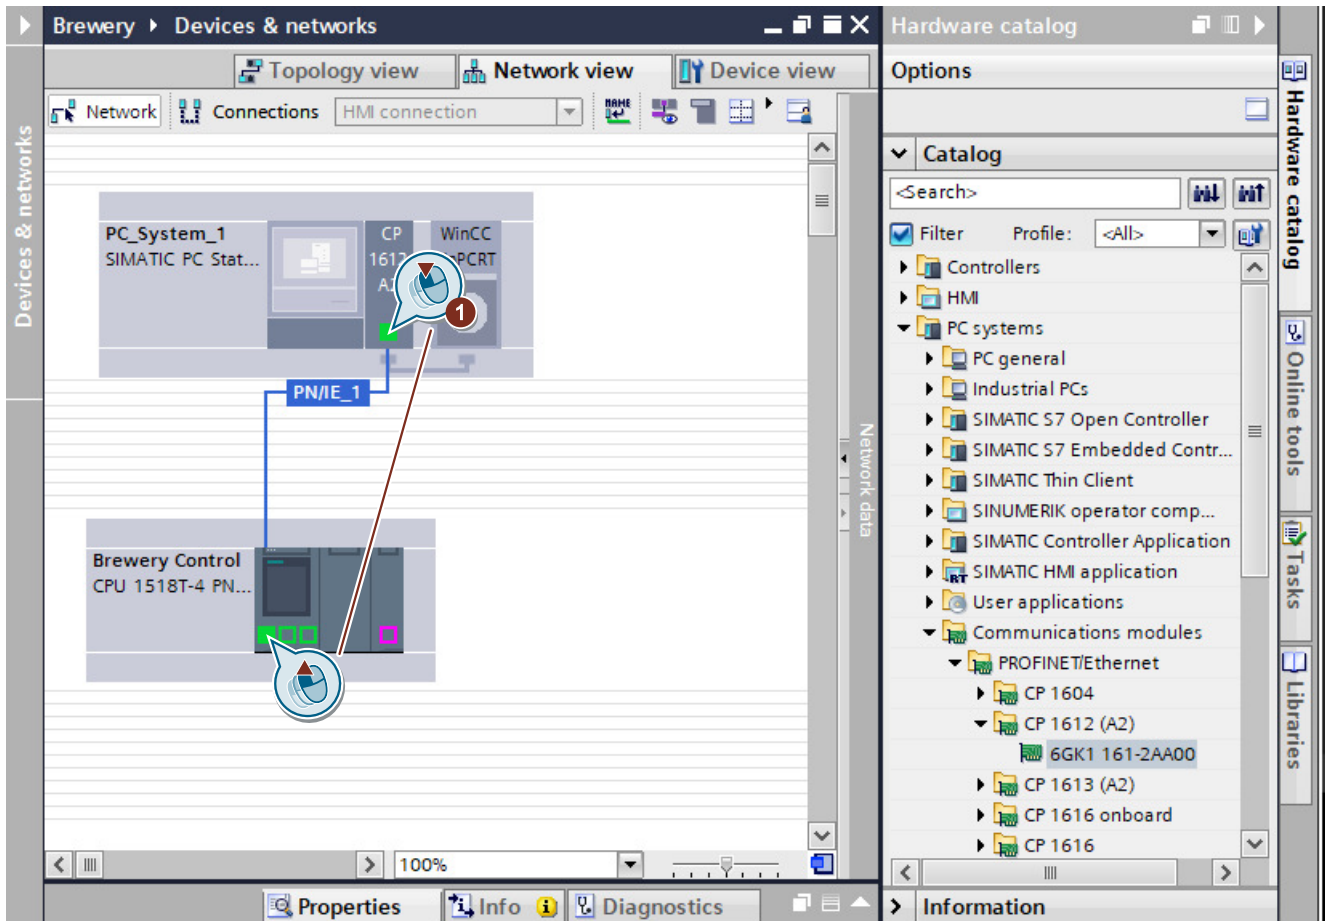 Brewery ▸ Devices & networks
Topology view
Network view
Device view
Network
Connections
HMI connection
NAME
Devices & networks
PC_System_1
SIMATIC PC Stat...
CP
1612
WinCC
PCRT
1
PN/IE_1
Brewery Control
CPU 1518T-4 PN...
Network data
100%
Properties
Info
Diagnostics
Hardware catalog
Options
Catalog
<Search>
Filter
Profile:
<All>
Controllers
HMI
PC systems
PC general
Industrial PCs
SIMATIC S7 Open Controller
SIMATIC S7 Embedded Contr...
SIMATIC Thin Client
SINUMERIK operator comp...
SIMATIC Controller Application
RT
SIMATIC HMI application
User applications
Communications modules
PROFINET/Ethernet
CP 1604
CP 1612 (A2)
6GK1 161-2AA00
CP 1613 (A2)
CP 1616 onboard
CP 1616
Information
Hardware catalog
Online tools
Tasks
Libraries